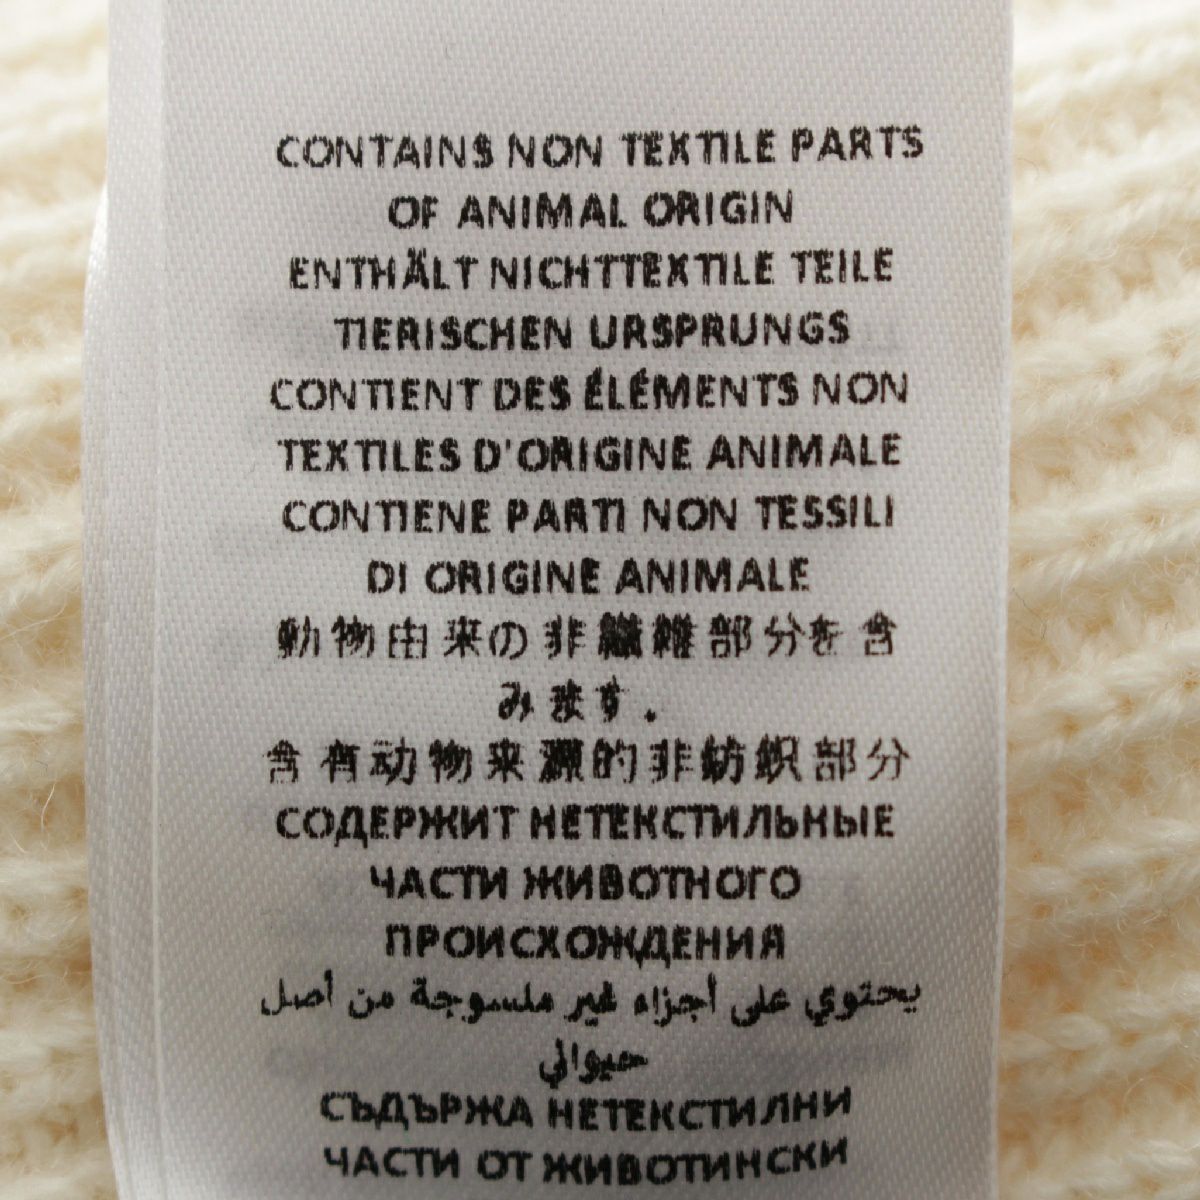 CONTAINS NON TEXTILE PARTS
OF ANIMAL ORIGIN
ENTHÄLT NICHTTEXTILE TEILE
TIERISCHEN URSPRUNGS
CONTIENT DES ÉLÉMENTS NON
TEXTILES D'ORIGINE ANIMALE
CONTIENE PARTI NON TESSILI
DI ORIGINE ANIMALE
動物由来の非繊維部分を含
みます.
含有动物来源的非纺织部分
СОДЕРЖИТ НЕТЕКСТИЛЬНЫЕ
ЧАСТИ ЖИВОТНОГО
ПРОИСХОЖДЕНИЯ
يحتوي على أجزاء غير منسوجة من أصل
حيواني
СЪДЪРЖА НЕТЕКСТИЛНИ
ЧАСТИ ОТ ЖИВОТИНСКИ